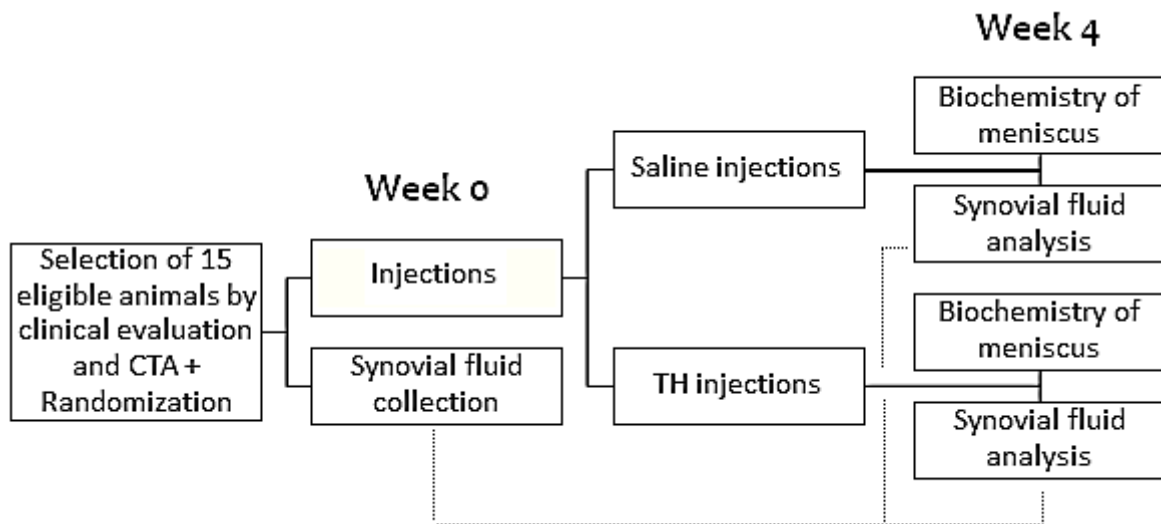 Week 4
Biochemistry of
meniscus
Saline injections
Week 0
Synovial fluid
analysis
Selection of 15
eligible animals by
clinical evaluation
and CTA +
Randomization
Injections
Biochemistry of
meniscus
Synovial fluid
collection
TH injections
Synovial fluid
analysis